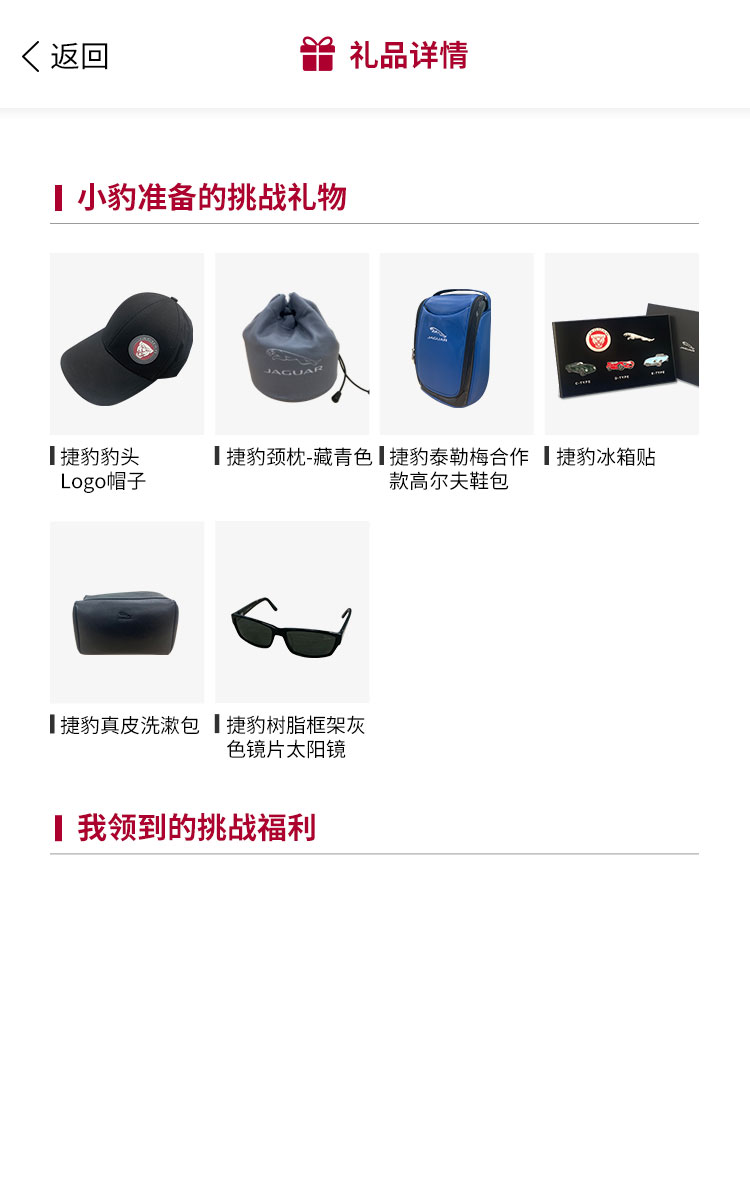 返回
礼品详情
小豹准备的挑战礼物
JAGUAR
JAGUAR
E-TYPE
捷豹豹头
Logo帽子
捷豹颈枕-藏青色
捷豹泰勒梅合作
款高尔夫鞋包
捷豹冰箱贴
捷豹真皮洗漱包
捷豹树脂框架灰
色镜片太阳镜
我领到的挑战福利